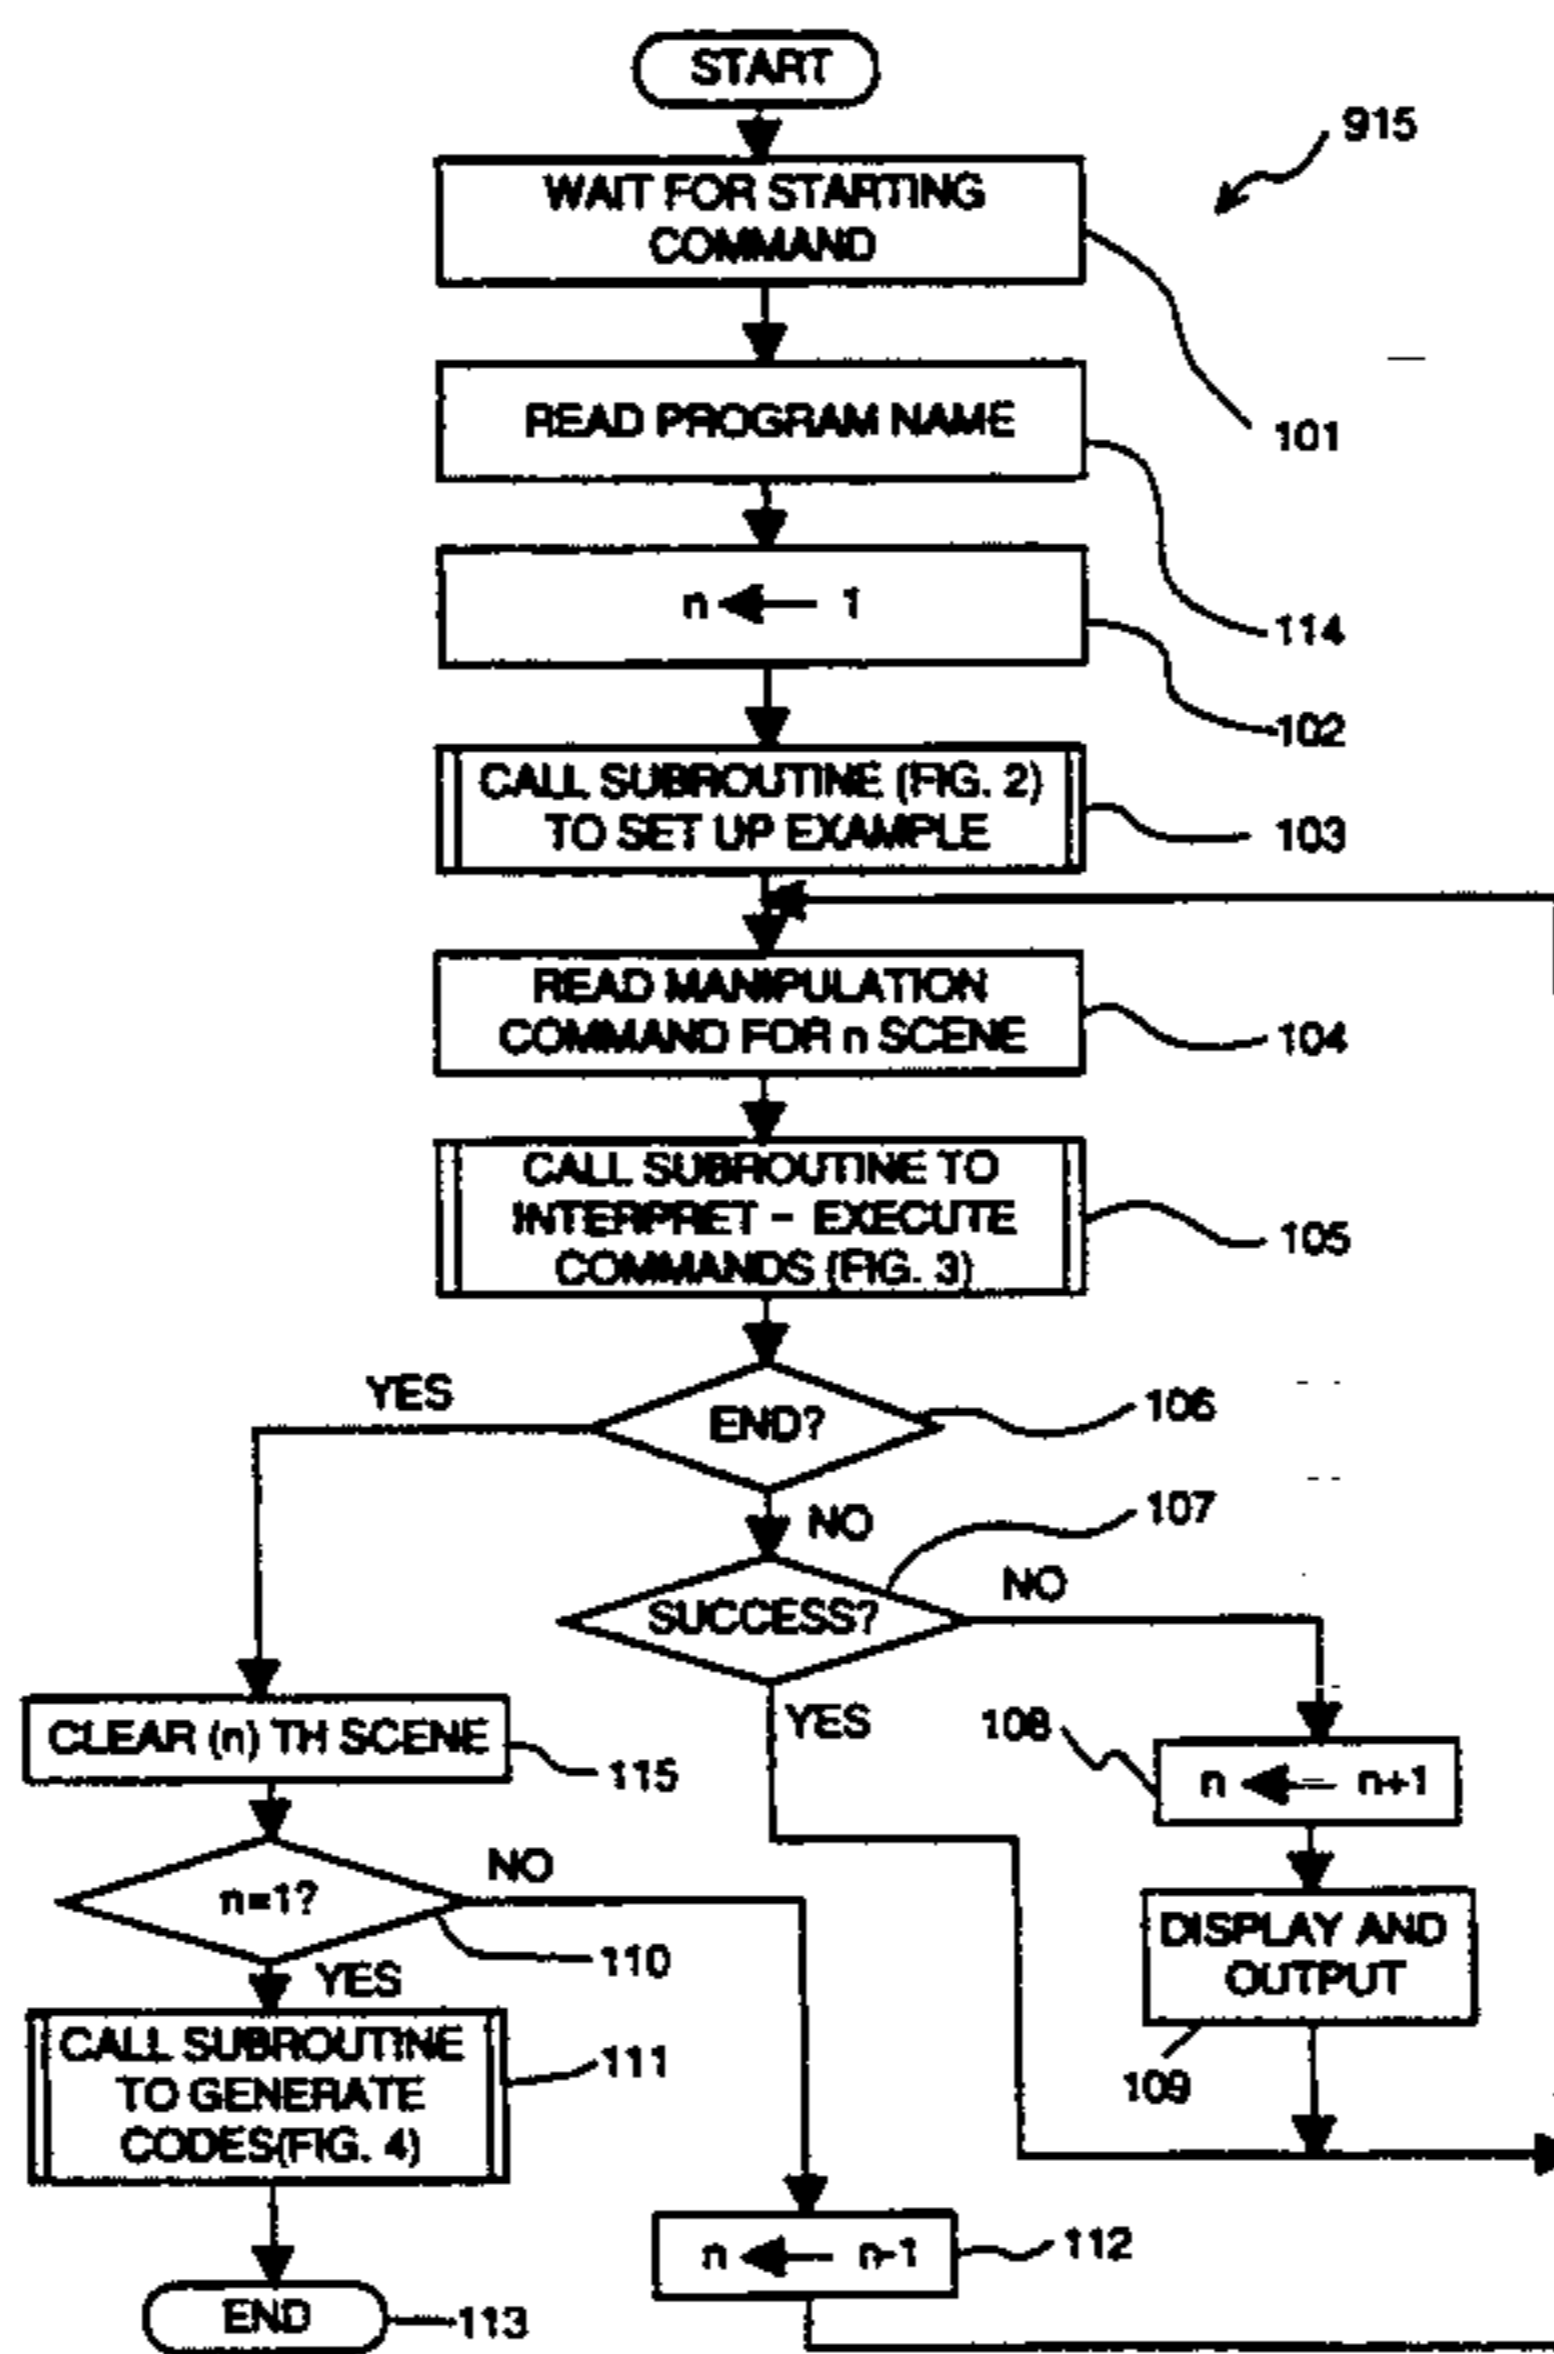 START
915
WAIT FOR STARTING
COMMAND
101
READ PROGRAM NAME
114
n ← 1
102
CALL SUBROUTINE (FIG. 2)
TO SET UP EXAMPLE
103
READ MANIPULATION
COMMAND FOR n SCENE
104
CALL SUBROUTINE TO
INTERPRET - EXECUTE
COMMANDS (FIG. 3)
105
YES
END?
106
NO
107
SUCCESS?
NO
YES
CLEAR (n) TH SCENE
115
108
n ← n+1
n=1?
NO
110
YES
DISPLAY AND
OUTPUT
109
CALL SUBROUTINE
TO GENERATE
CODES(FIG. 4)
111
n ← n-1
112
END
113